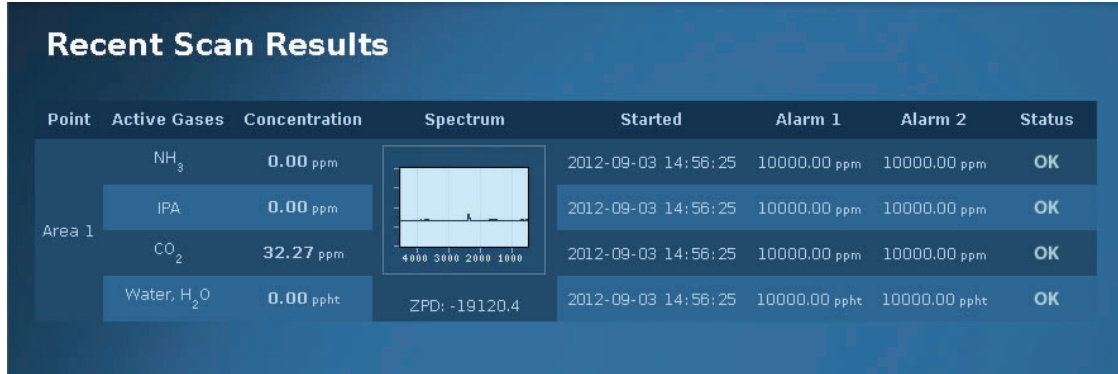 Recent Scan Results
Point Active Gases Concentration Spectrum Started Alarm 1 Alarm 2 Status
NH₃ 0.00 ppm 2012-09-03 14:56:25 10000.00 ppm 10000.00 ppm OK
IPA 0.00 ppm 2012-09-03 14:56:25 10000.00 ppm 10000.00 ppm OK
Area 1
CO₂ 32.27 ppm 2012-09-03 14:56:25 10000.00 ppm 10000.00 ppm OK
4000 3000 2000 1000
Water, H₂O 0.00 ppht 2012-09-03 14:56:25 10000.00 ppht 10000.00 ppht OK
ZPD: -19120.4